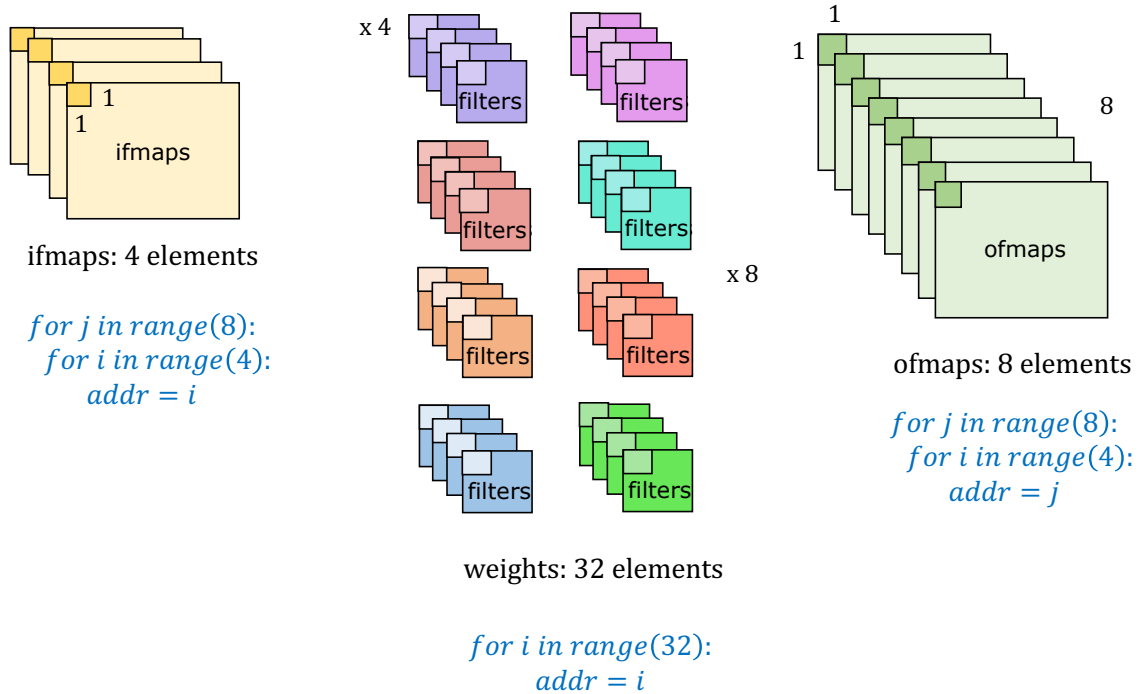 1
1
ifmaps
ifmaps: 4 elements
for j in range(8):
for i in range(4):
addr = i
x 4
filters
filters
filters
filters
filters
filters
filters
filters
x 8
weights: 32 elements
for i in range(32):
addr = i
1
1
8
ofmaps
ofmaps: 8 elements
for j in range(8):
for i in range(4):
addr = j